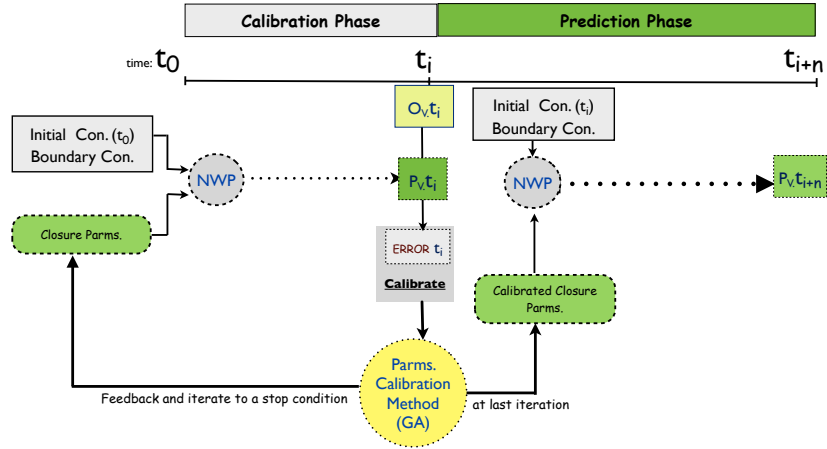 Calibration Phase
Prediction Phase
time: t0
ti
ti+n
Initial Con. (t0)
Boundary Con.
OV.ti
Initial Con. (ti)
Boundary Con.
NWP
PV.ti
NWP
PV.ti+n
Closure Parms.
ERROR ti
Calibrate
Calibrated Closure
Parms.
Parms.
Calibration
Method
(GA)
Feedback and iterate to a stop condition
at last iteration